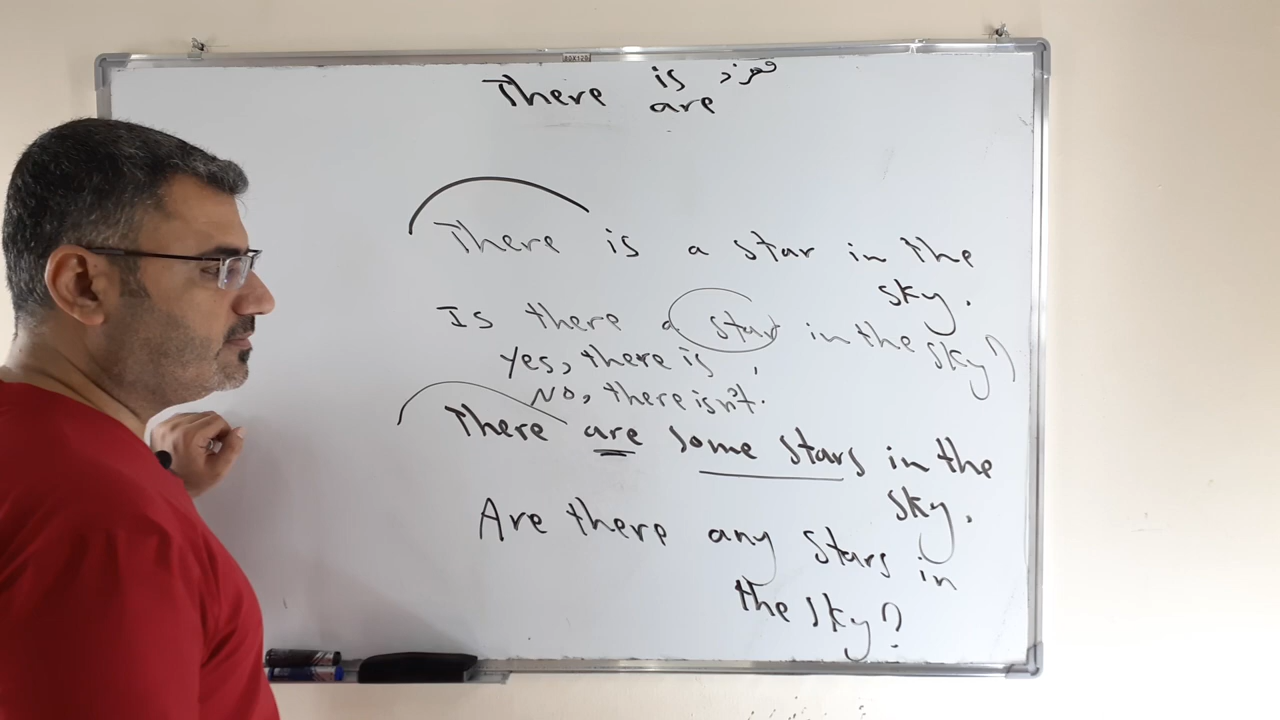 There is مفرد
are
There is a star in the
sky.
Is there a star in the sky?
Yes, there is.
No, there isn't.
There are some stars in the
sky.
Are there any stars in
the sky?